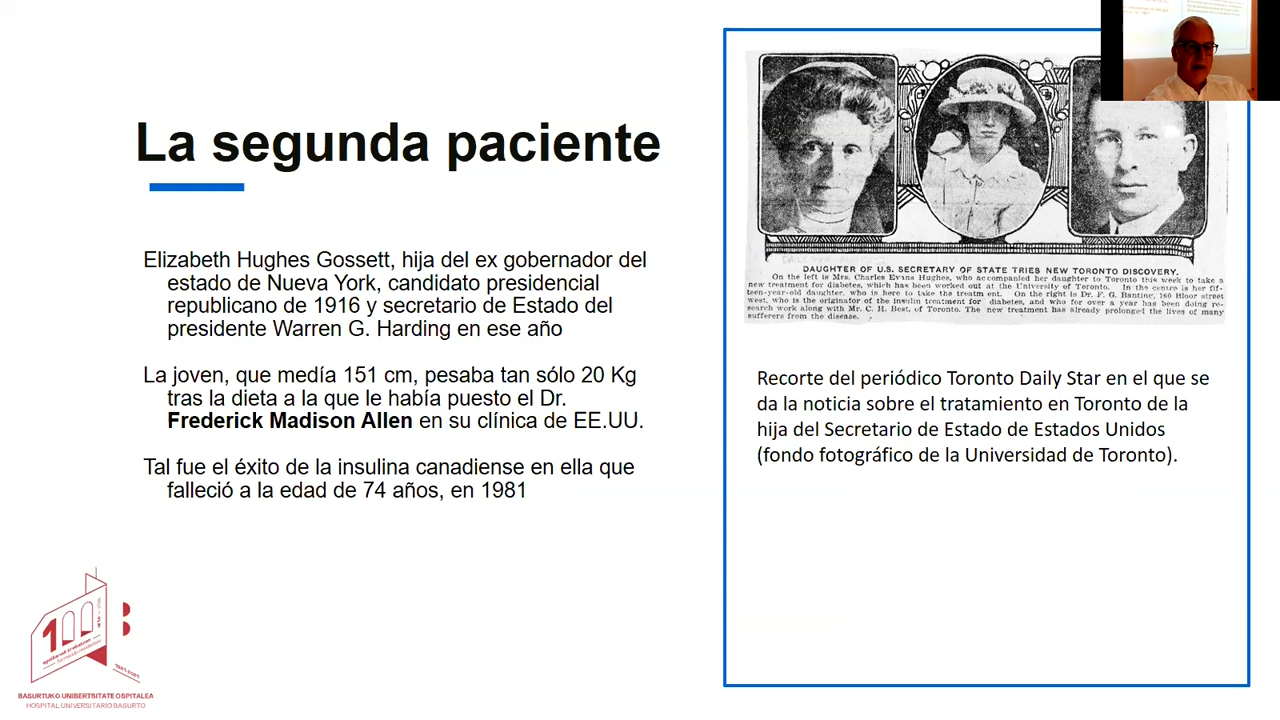 La segunda paciente
Elizabeth Hughes Gossett, hija del ex gobernador del
estado de Nueva York, candidato presidencial
republicano de 1916 y secretario de Estado del
presidente Warren G. Harding en ese año
La joven, que medía 151 cm, pesaba tan sólo 20 Kg
tras la dieta a la que le había puesto el Dr.
Frederick Madison Allen en su clínica de EE.UU.
Tal fue el éxito de la insulina canadiense en ella que
falleció a la edad de 74 años, en 1981
DAUGHTER OF U.S. SECRETARY OF STATE TRIES NEW TORONTO DISCOVERY.
On the left is Mrs. Charles Evans Hughes, who accompanied her daughter to Toronto this week to take a
new treatment for diabetes, which has been worked out at the University of Toronto. In the centre is her fif-
teen-year-old daughter, who is here to take the treatment. On the right is Dr. F. G. Banting, 160 Bloor street
west, who is the originator of the insulin treatment for diabetes, and who for over a year has been doing re-
search work along with Mr. C. H. Best, of Toronto. The new treatment has already prolonged the lives of many
sufferers from the disease.
Recorte del periódico Toronto Daily Star en el que se
da la noticia sobre el tratamiento en Toronto de la
hija del Secretario de Estado de Estados Unidos
(fondo fotográfico de la Universidad de Toronto).
100 B
BASURTUKO UNIBERTSITATE OSPITALEA
HOSPITAL UNIVERSITARIO BASURTO